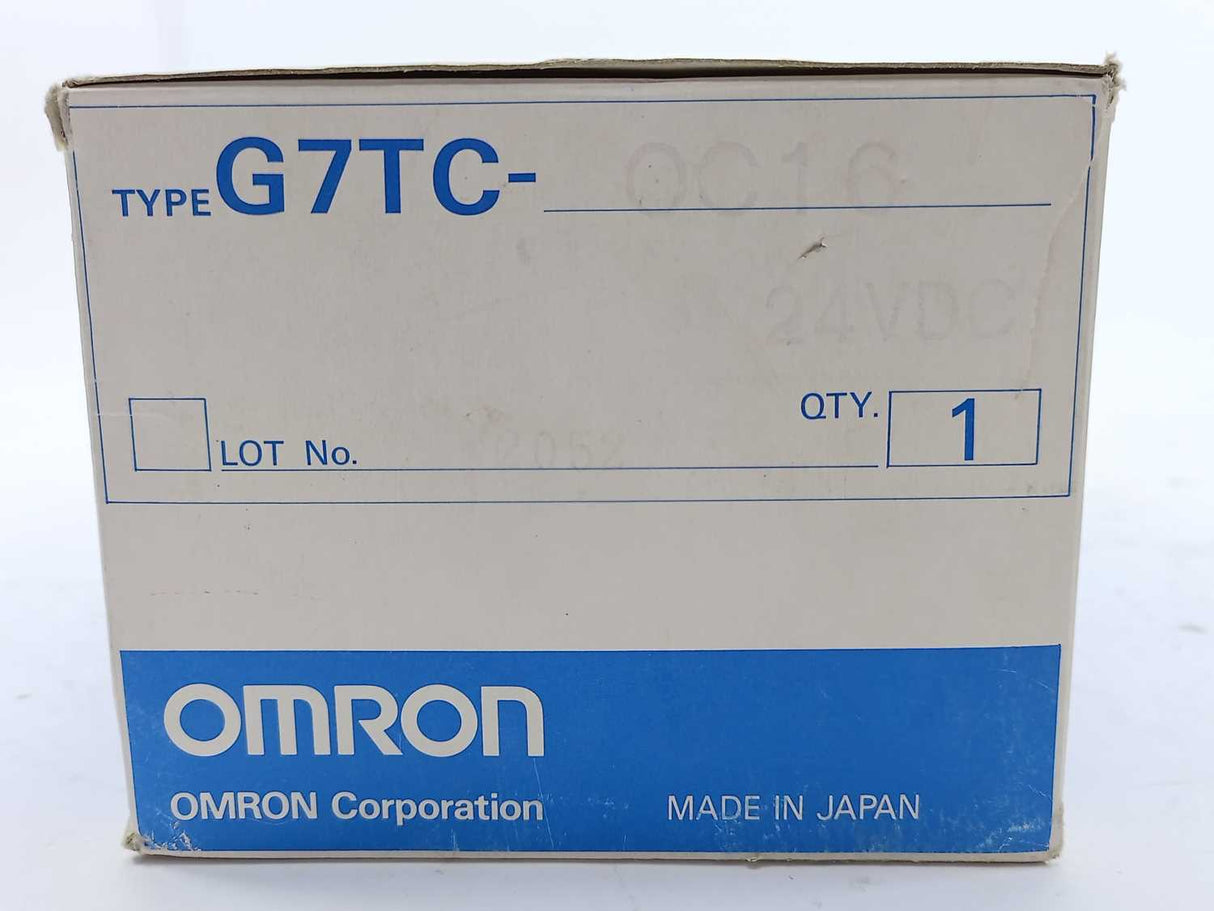 TYPE G7TC- OC16
24VDC
QTY. 1
LOT No. 2052
OMRON
OMRON Corporation MADE IN JAPAN